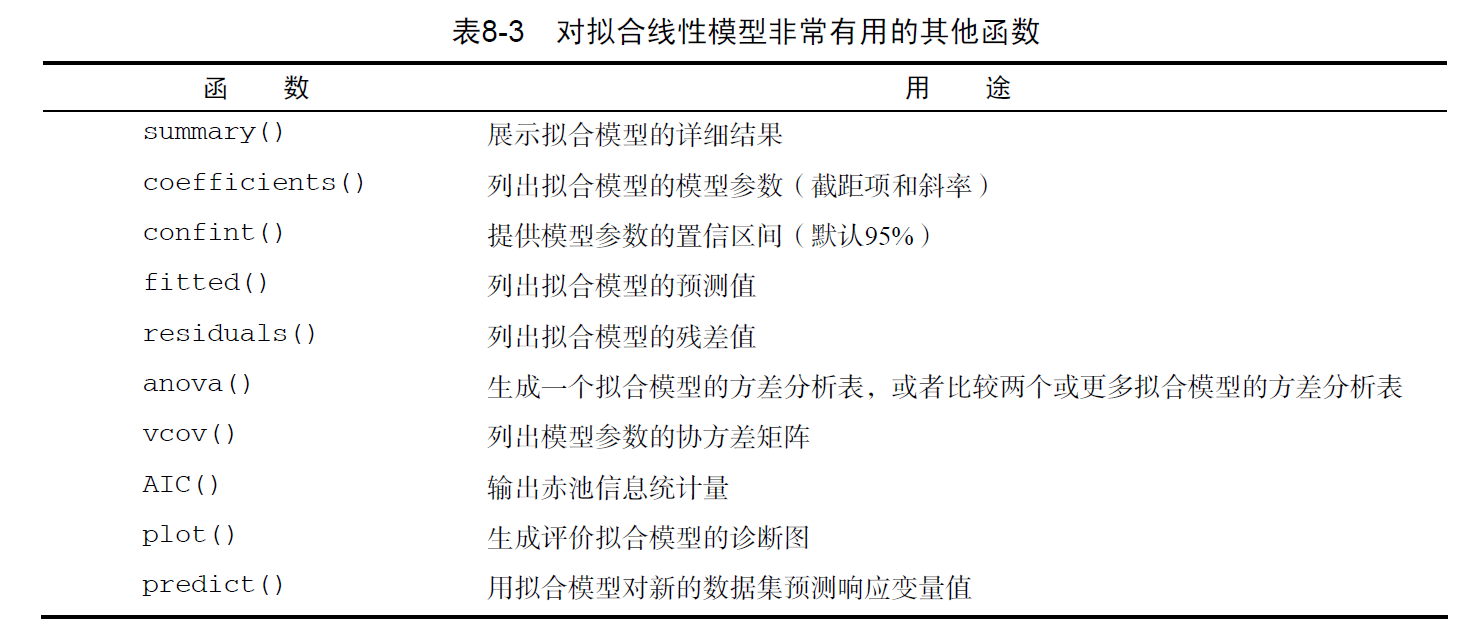 表8-3 对拟合线性模型非常有用的其他函数
函 数 用 途
summary() 展示拟合模型的详细结果
coefficients() 列出拟合模型的模型参数（截距项和斜率）
confint() 提供模型参数的置信区间（默认95%）
fitted() 列出拟合模型的预测值
residuals() 列出拟合模型的残差值
anova() 生成一个拟合模型的方差分析表，或者比较两个或更多拟合模型的方差分析表
vcov() 列出模型参数的协方差矩阵
AIC() 输出赤池信息统计量
plot() 生成评价拟合模型的诊断图
predict() 用拟合模型对新的数据集预测响应变量值